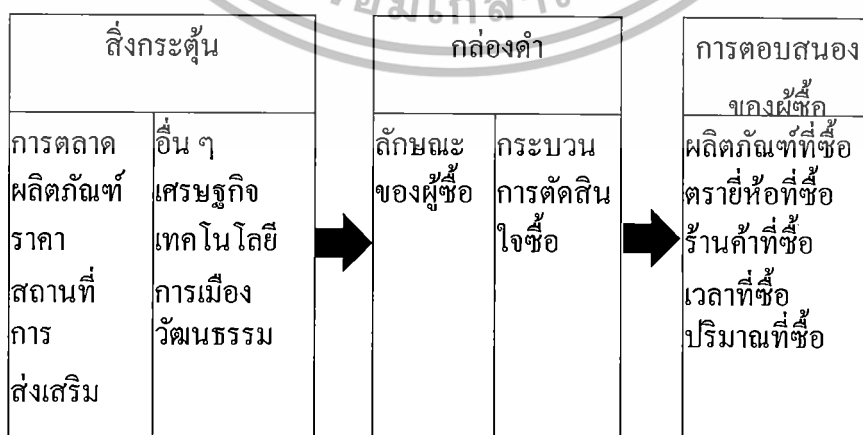 สิ่งกระตุ้น
การตลาด
ผลิตภัณฑ์
ราคา
สถานที่
การ
ส่งเสริม
อื่น ๆ
เศรษฐกิจ
เทคโนโลยี
การเมือง
วัฒนธรรม
กล่องดำ
ลักษณะ
ของผู้ซื้อ
กระบวน
การตัดสิน
ใจซื้อ
การตอบสนอง
ของผู้ซื้อ
ผลิตภัณฑ์ที่ซื้อ
ตรายี่ห้อที่ซื้อ
ร้านค้าที่ซื้อ
เวลาที่ซื้อ
ปริมาณที่ซื้อ